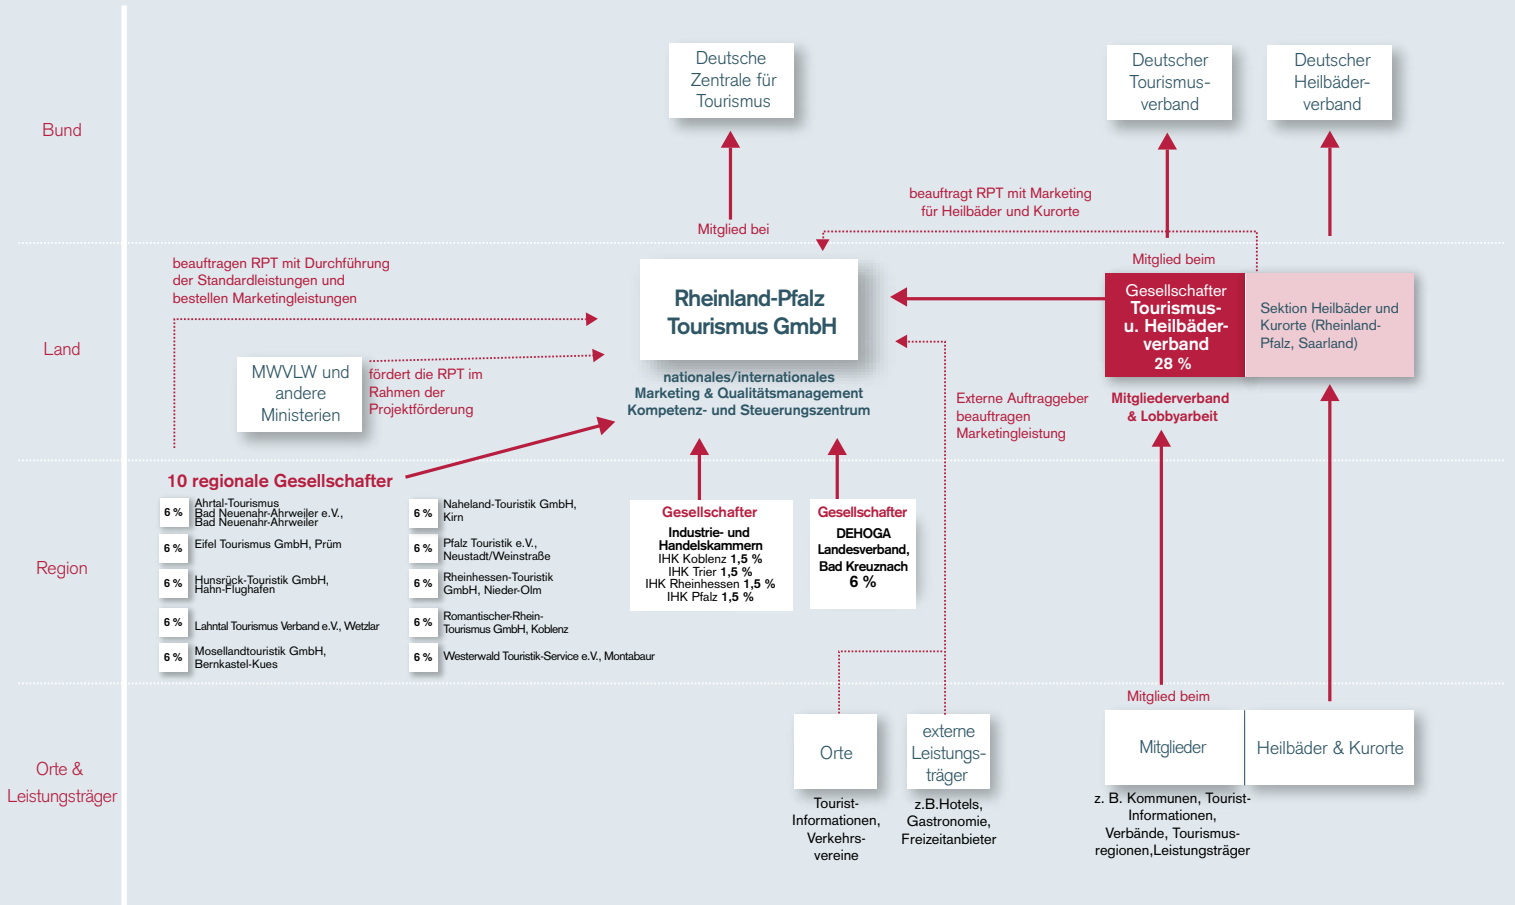 Bund
Deutsche
Zentrale für
Tourismus
Deutscher
Tourismus-
verband
Deutscher
Heilbäder-
verband
beauftragt RPT mit Marketing
für Heilbäder und Kurorte
Mitglied bei
Land
beauftragen RPT mit Durchführung
der Standardleistungen und
bestellen Marketingleistungen
MWVLW und
andere
Ministerien
fördert die RPT im
Rahmen der
Projektförderung
Rheinland-Pfalz
Tourismus GmbH
nationales/internationales
Marketing & Qualitätsmanagement
Kompetenz- und Steuerungszentrum
Mitglied beim
Gesellschafter
Tourismus-
u. Heilbäder-
verband
28 %
Sektion Heilbäder und
Kurorte (Rheinland-
Pfalz, Saarland)
Mitgliederverband
& Lobbyarbeit
Externe Auftraggeber
beauftragen
Marketingleistung
Region
10 regionale Gesellschafter
6 %
Ahrtal-Tourismus
Bad Neuenahr-Ahrweiler e.V.,
Bad Neuenahr-Ahrweiler
6 %
Eifel Tourismus GmbH, Prüm
6 %
Hunsrück-Touristik GmbH,
Hahn-Flughafen
6 %
Lahntal Tourismus Verband e.V., Wetzlar
6 %
Mosellandtouristik GmbH,
Bernkastel-Kues
6 %
Naheland-Touristik GmbH,
Kirn
6 %
Pfalz Touristik e.V.,
Neustadt/Weinstraße
6 %
Rheinhessen-Touristik
GmbH, Nieder-Olm
6 %
Romantischer-Rhein-
Tourismus GmbH, Koblenz
6 %
Westerwald Touristik-Service e.V., Montabaur
Gesellschafter
Industrie- und
Handelskammern
IHK Koblenz 1,5 %
IHK Trier 1,5 %
IHK Rheinhessen 1,5 %
IHK Pfalz 1,5 %
Gesellschafter
DEHOGA
Landesverband,
Bad Kreuznach
6 %
Orte &
Leistungsträger
Orte
Tourist-
Informationen,
Verkehrs-
vereine
externe
Leistungs-
träger
z.B.Hotels,
Gastronomie,
Freizeitanbieter
Mitglied beim
Mitglieder
Heilbäder & Kurorte
z. B. Kommunen, Tourist-
Informationen,
Verbände, Tourismus-
regionen,Leistungsträger